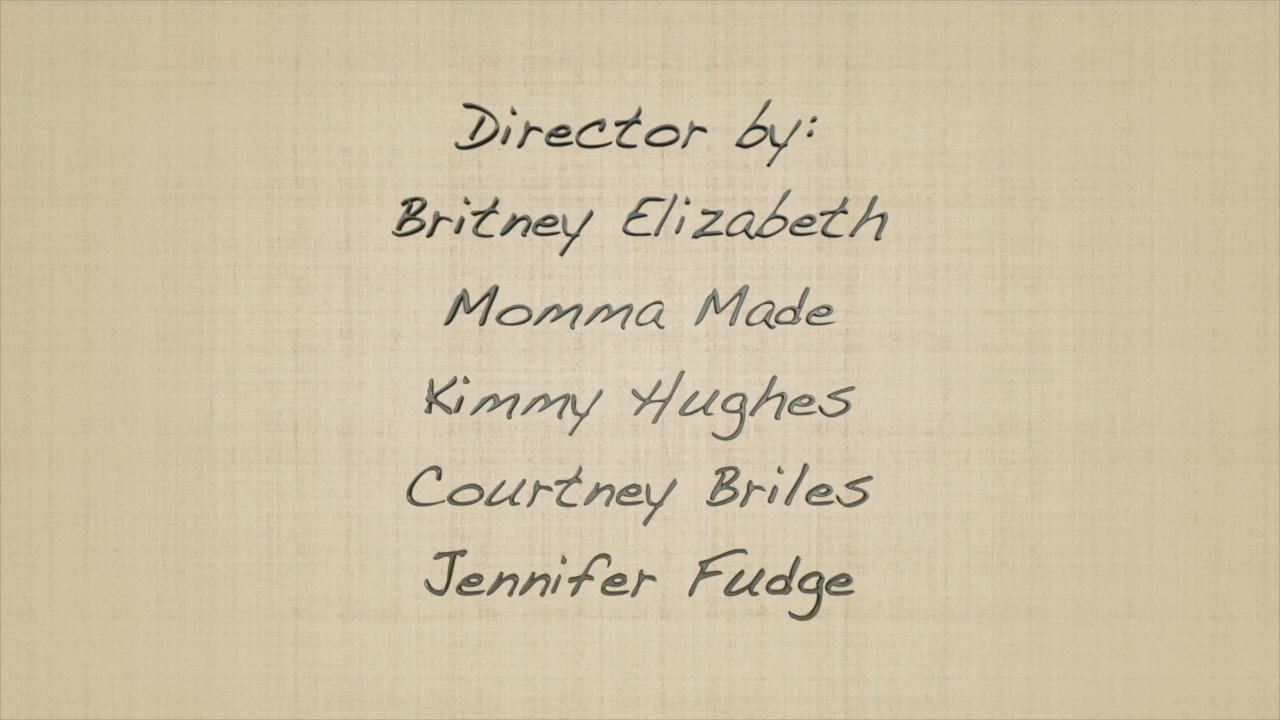 Director by:
Britney Elizabeth
Momma Made
Kimmy Hughes
Courtney Briles
Jennifer Fudge